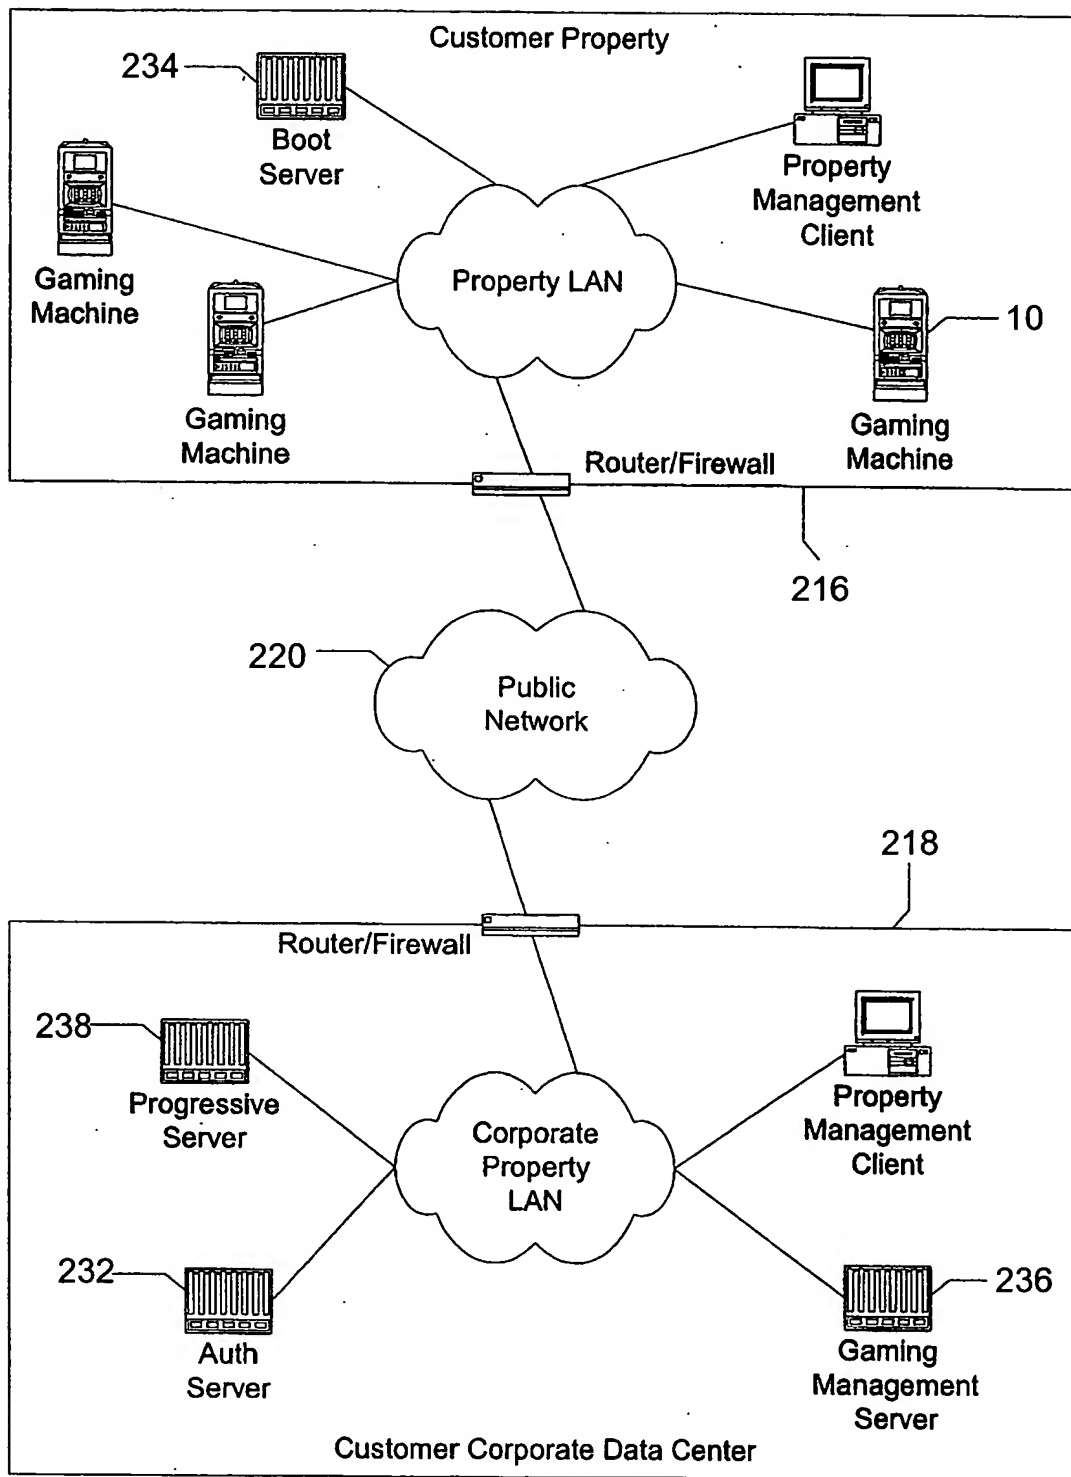 Customer Property
234
Boot
Server
Property
Management
Client
Gaming
Machine
Property LAN
10
Gaming
Machine
Gaming
Machine
Router/Firewall
216
220
Public
Network
218
Router/Firewall
238
Progressive
Server
Corporate
Property
LAN
Property
Management
Client
232
Auth
Server
236
Gaming
Management
Server
Customer Corporate Data Center